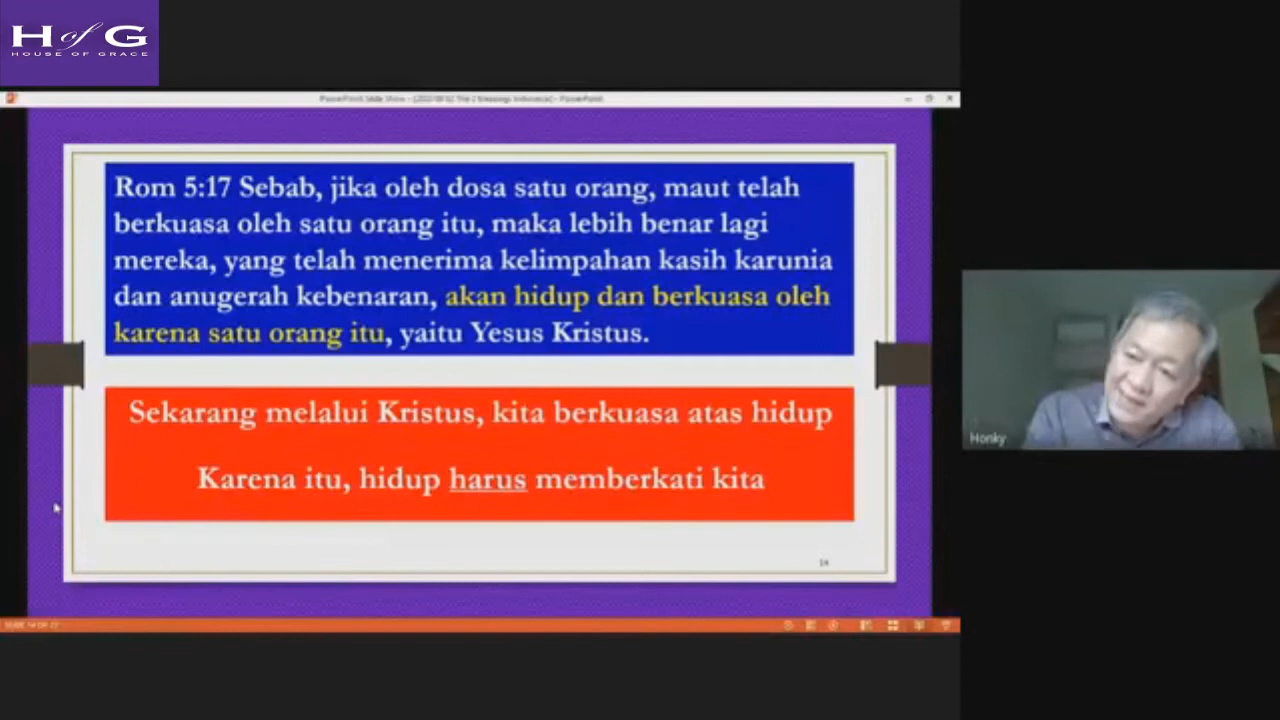 H of G
HOUSE OF GRACE
Rom 5:17 Sebab, jika oleh dosa satu orang, maut telah
berkuasa oleh satu orang itu, maka lebih benar lagi
mereka, yang telah menerima kelimpahan kasih karunia
dan anugerah kebenaran, akan hidup dan berkuasa oleh
karena satu orang itu, yaitu Yesus Kristus.
Sekarang melalui Kristus, kita berkuasa atas hidup
Karena itu, hidup harus memberkati kita
14
Honky